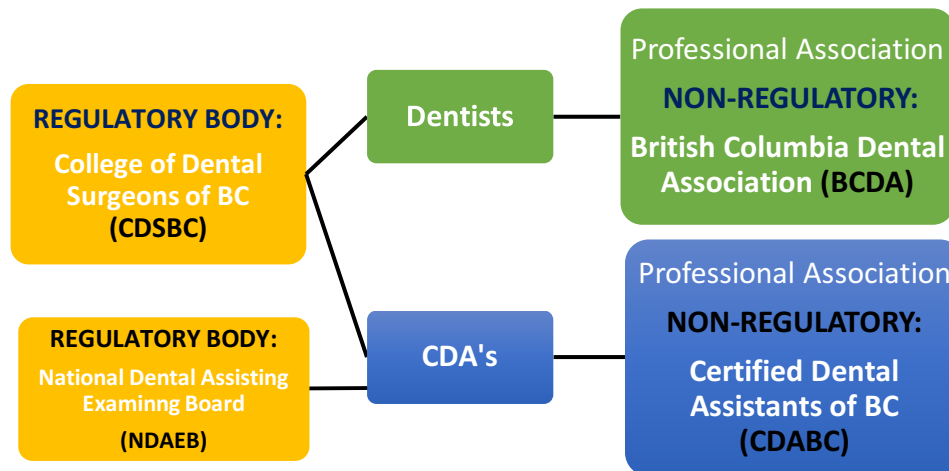 REGULATORY BODY:
College of Dental
Surgeons of BC
(CDSBC)
Dentists
Professional Association
NON-REGULATORY:
British Columbia Dental
Association (BCDA)
REGULATORY BODY:
National Dental Assisting
Examinng Board
(NDAEB)
CDA's
Professional Association
NON-REGULATORY:
Certified Dental
Assistants of BC
(CDABC)